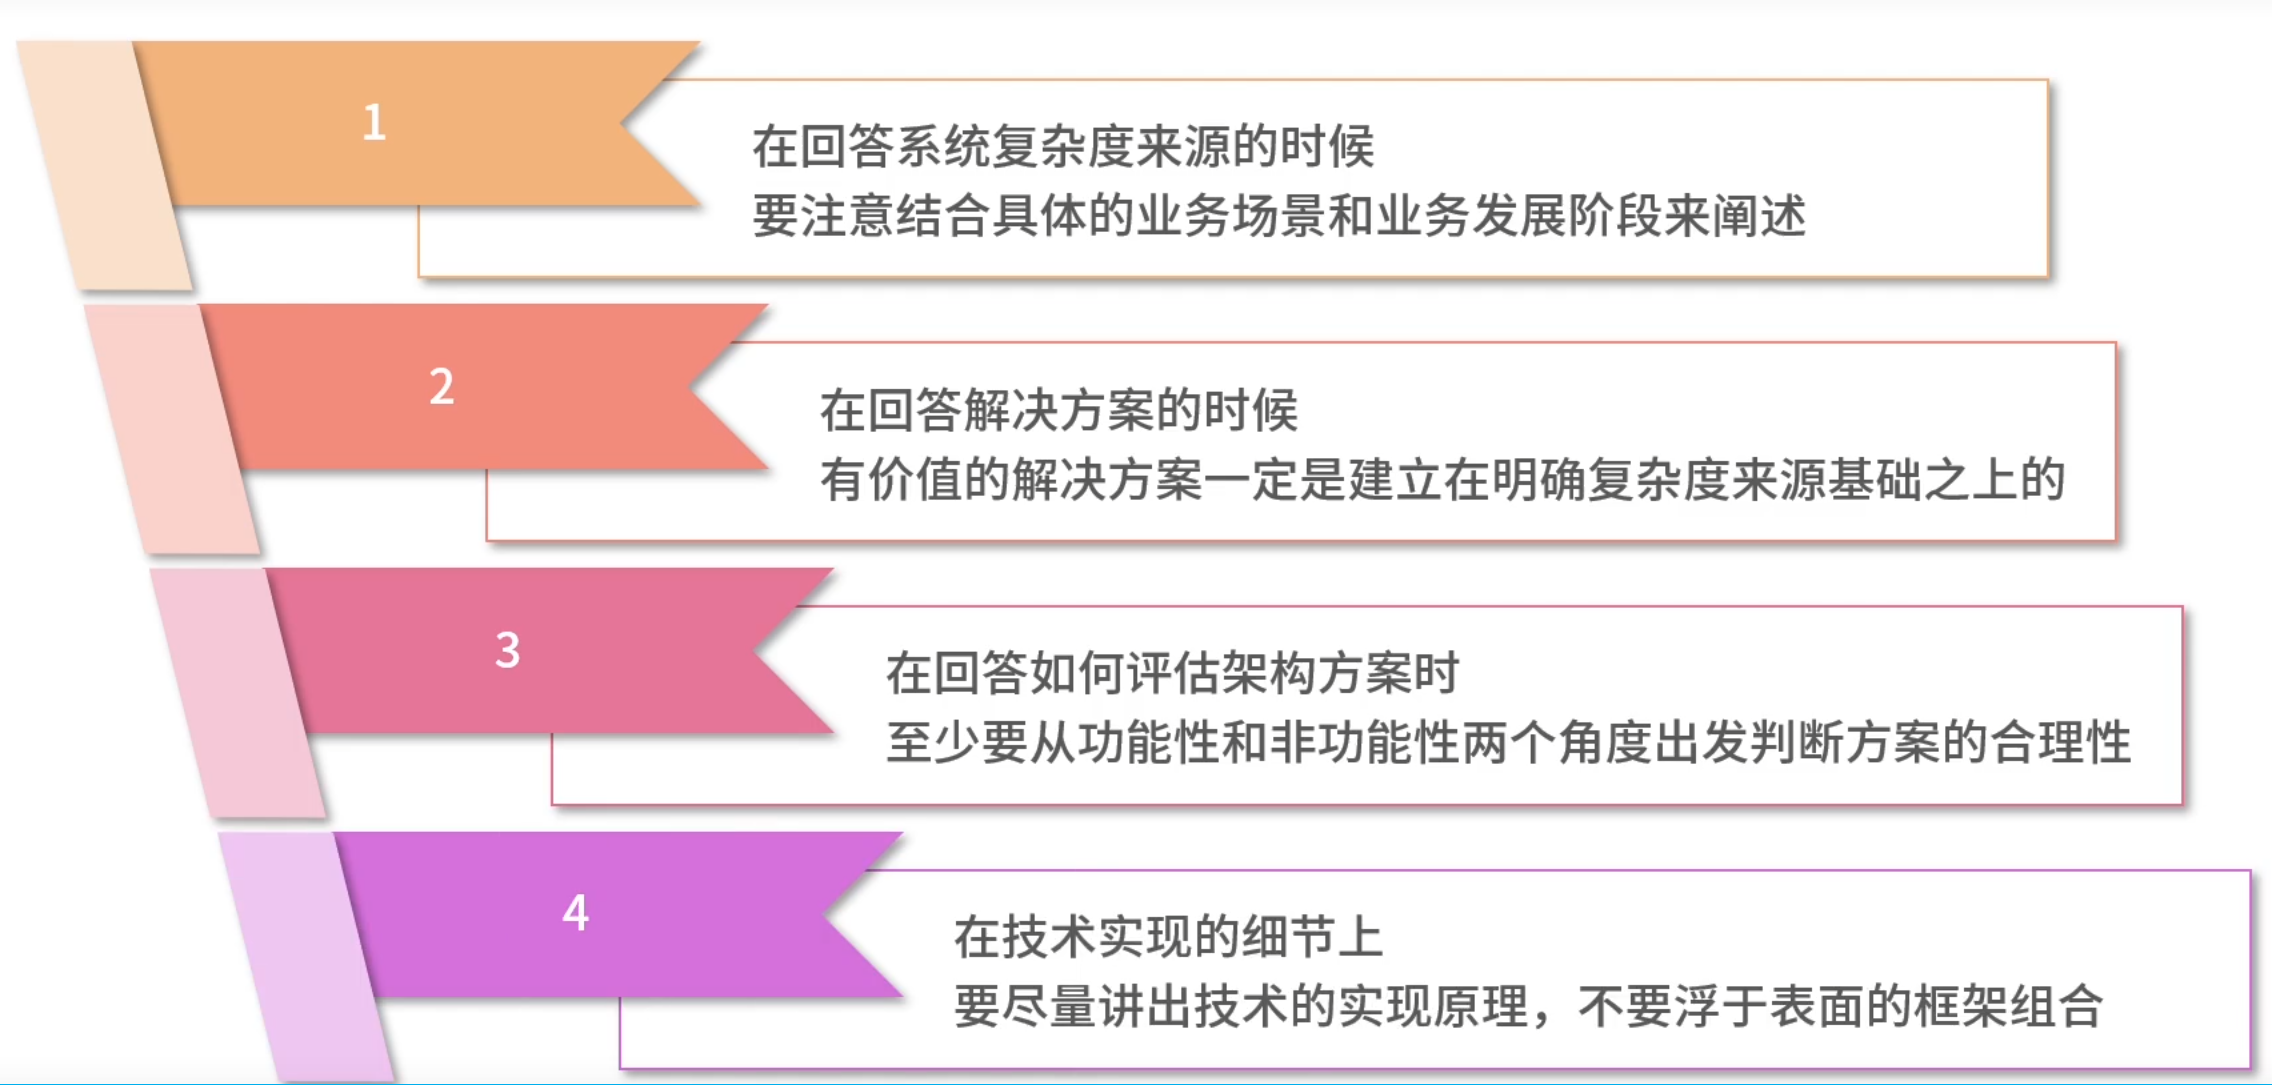 1
在回答系统复杂度来源的时候
要注意结合具体的业务场景和业务发展阶段来阐述
2
在回答解决方案的时候
有价值的解决方案一定是建立在明确复杂度来源基础之上的
3
在回答如何评估架构方案时
至少要从功能性和非功能性两个角度出发判断方案的合理性
4
在技术实现的细节上
要尽量讲出技术的实现原理，不要浮于表面的框架组合